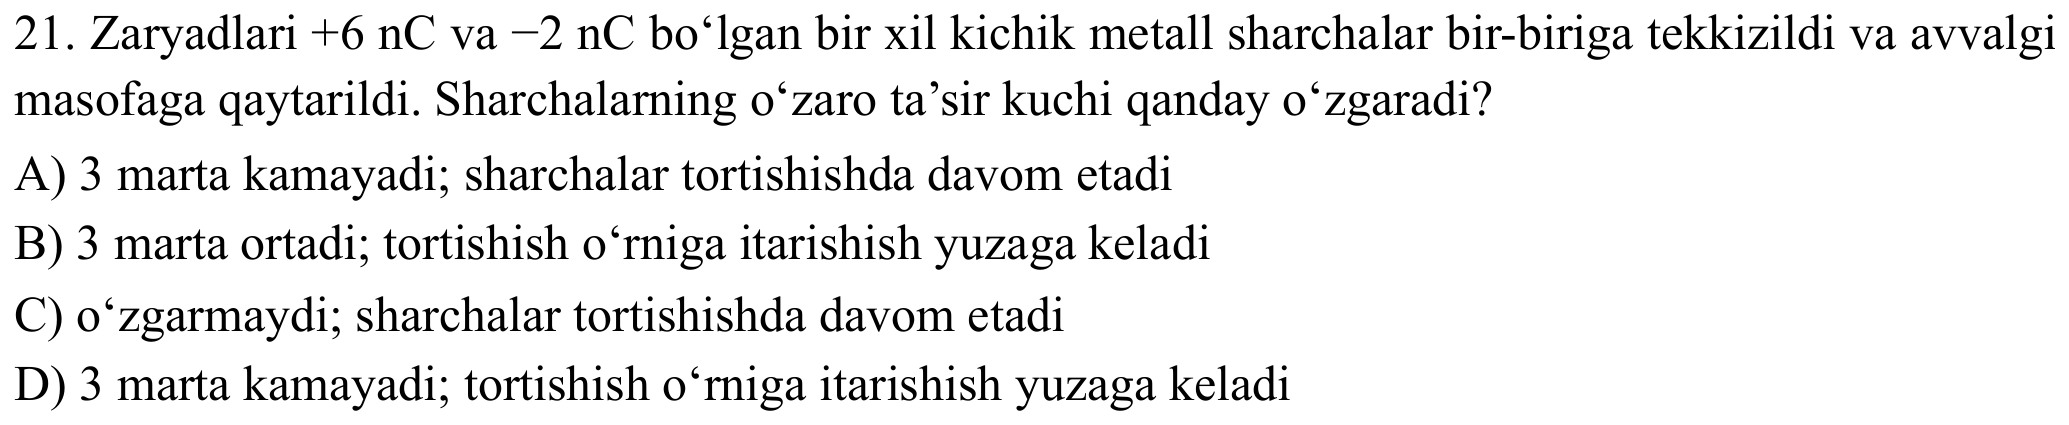 21. Zaryadlari +6 nC va −2 nC bo‘lgan bir xil kichik metall sharchalar bir-biriga tekkizildi va avvalgi
masofaga qaytarildi. Sharchalarning o‘zaro ta’sir kuchi qanday o‘zgaradi?
A) 3 marta kamayadi; sharchalar tortishishda davom etadi
B) 3 marta ortadi; tortishish o‘rniga itarishish yuzaga keladi
C) o‘zgarmaydi; sharchalar tortishishda davom etadi
D) 3 marta kamayadi; tortishish o‘rniga itarishish yuzaga keladi